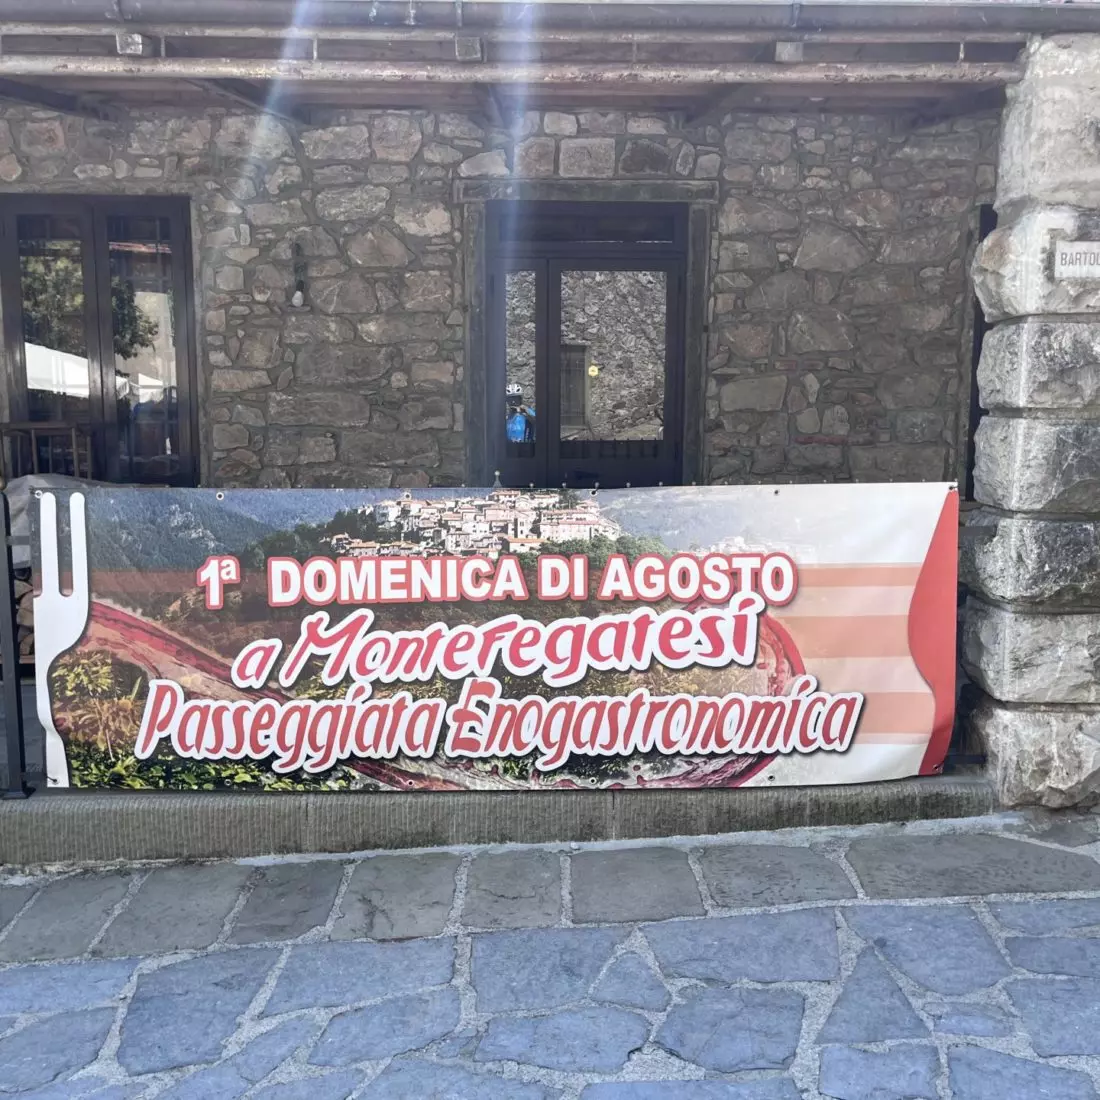 1ª DOMENICA DI AGOSTO
a Montefegatesi
Passeggiata Enogastronomica